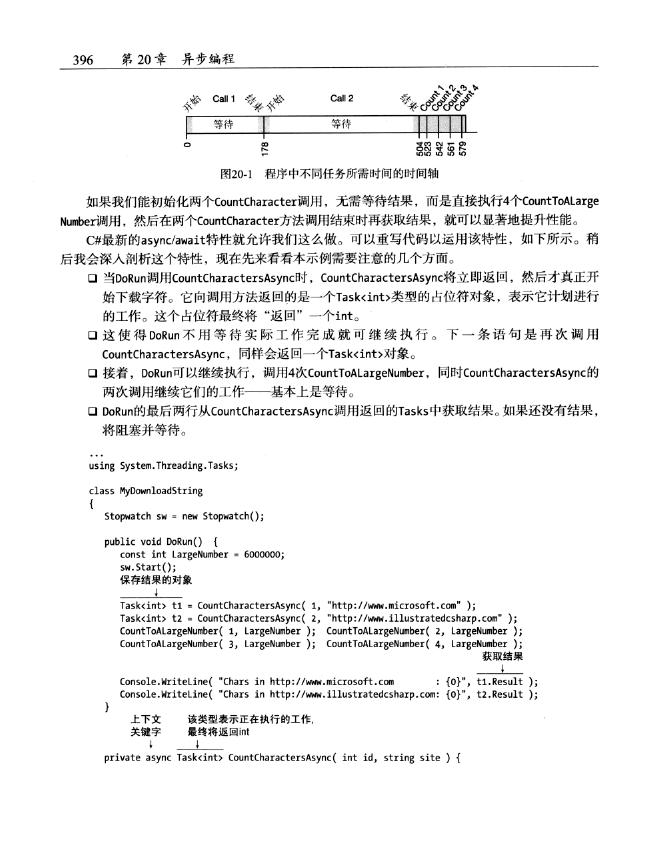 396 第20章 异步编程
开始 Call 1 结束 开始 Call 2 结束 Count 1 Count 2 Count 3 Count 4
等待 等待
0 178 504 523 542 561 579
图20-1 程序中不同任务所需时间的时间轴
如果我们能初始化两个CountCharacter调用，无需等待结果，而是直接执行4个CountToALarge
Number调用，然后在两个CountCharacter方法调用结束时再获取结果，就可以显著地提升性能。
C#最新的async/await特性就允许我们这么做。可以重写代码以运用该特性，如下所示。稍
后我会深入剖析这个特性，现在先来看看本示例需要注意的几个方面。
❑ 当DoRun调用CountCharactersAsync时，CountCharactersAsync将立即返回，然后才真正开
始下载字符。它向调用方法返回的是一个Task<int>类型的占位符对象，表示它计划进行
的工作。这个占位符最终将“返回”一个int。
❑ 这使得DoRun不用等待实际工作完成就可继续执行。下一条语句是再次调用
CountCharactersAsync，同样会返回一个Task<int>对象。
❑ 接着，DoRun可以继续执行，调用4次CountToALargeNumber，同时CountCharactersAsync的
两次调用继续它们的工作——基本上是等待。
❑ DoRun的最后两行从CountCharactersAsync调用返回的Tasks中获取结果。如果还没有结果，
将阻塞并等待。
...
using System.Threading.Tasks;
class MyDownloadString
{
Stopwatch sw = new Stopwatch();
public void DoRun() {
const int LargeNumber = 6000000;
sw.Start();
保存结果的对象
↓
Task<int> t1 = CountCharactersAsync( 1, "http://www.microsoft.com" );
Task<int> t2 = CountCharactersAsync( 2, "http://www.illustratedcsharp.com" );
CountToALargeNumber( 1, LargeNumber ); CountToALargeNumber( 2, LargeNumber );
CountToALargeNumber( 3, LargeNumber ); CountToALargeNumber( 4, LargeNumber );
获取结果
↓
Console.WriteLine( "Chars in http://www.microsoft.com : {0}", t1.Result );
Console.WriteLine( "Chars in http://www.illustratedcsharp.com: {0}", t2.Result );
}
上下文 该类型表示正在执行的工作,
关键字 最终将返回int
↓ ↓
private async Task<int> CountCharactersAsync( int id, string site ) {